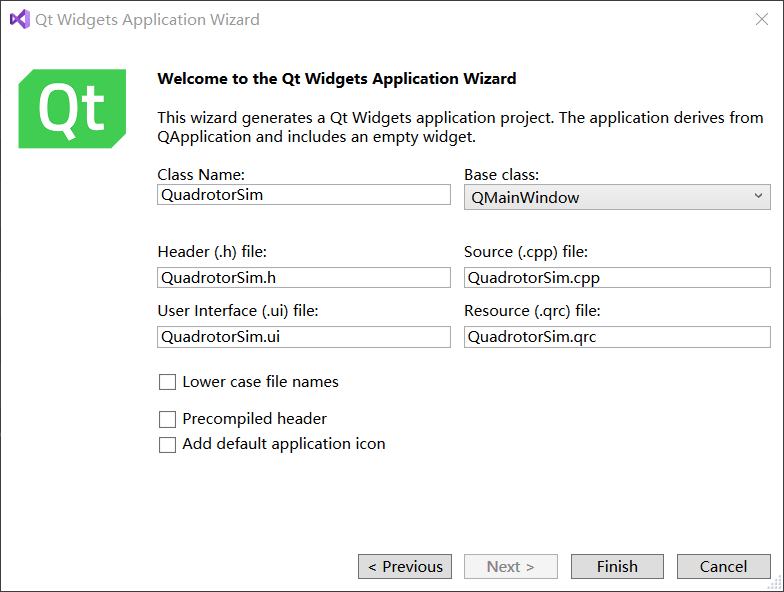 Qt Widgets Application Wizard
Qt
Welcome to the Qt Widgets Application Wizard
This wizard generates a Qt Widgets application project. The application derives from
QApplication and includes an empty widget.
Class Name:
Base class:
QuadrotorSim
QMainWindow
Header (.h) file:
Source (.cpp) file:
QuadrotorSim.h
QuadrotorSim.cpp
User Interface (.ui) file:
Resource (.qrc) file:
QuadrotorSim.ui
QuadrotorSim.qrc
Lower case file names
Precompiled header
Add default application icon
< Previous
Next >
Finish
Cancel